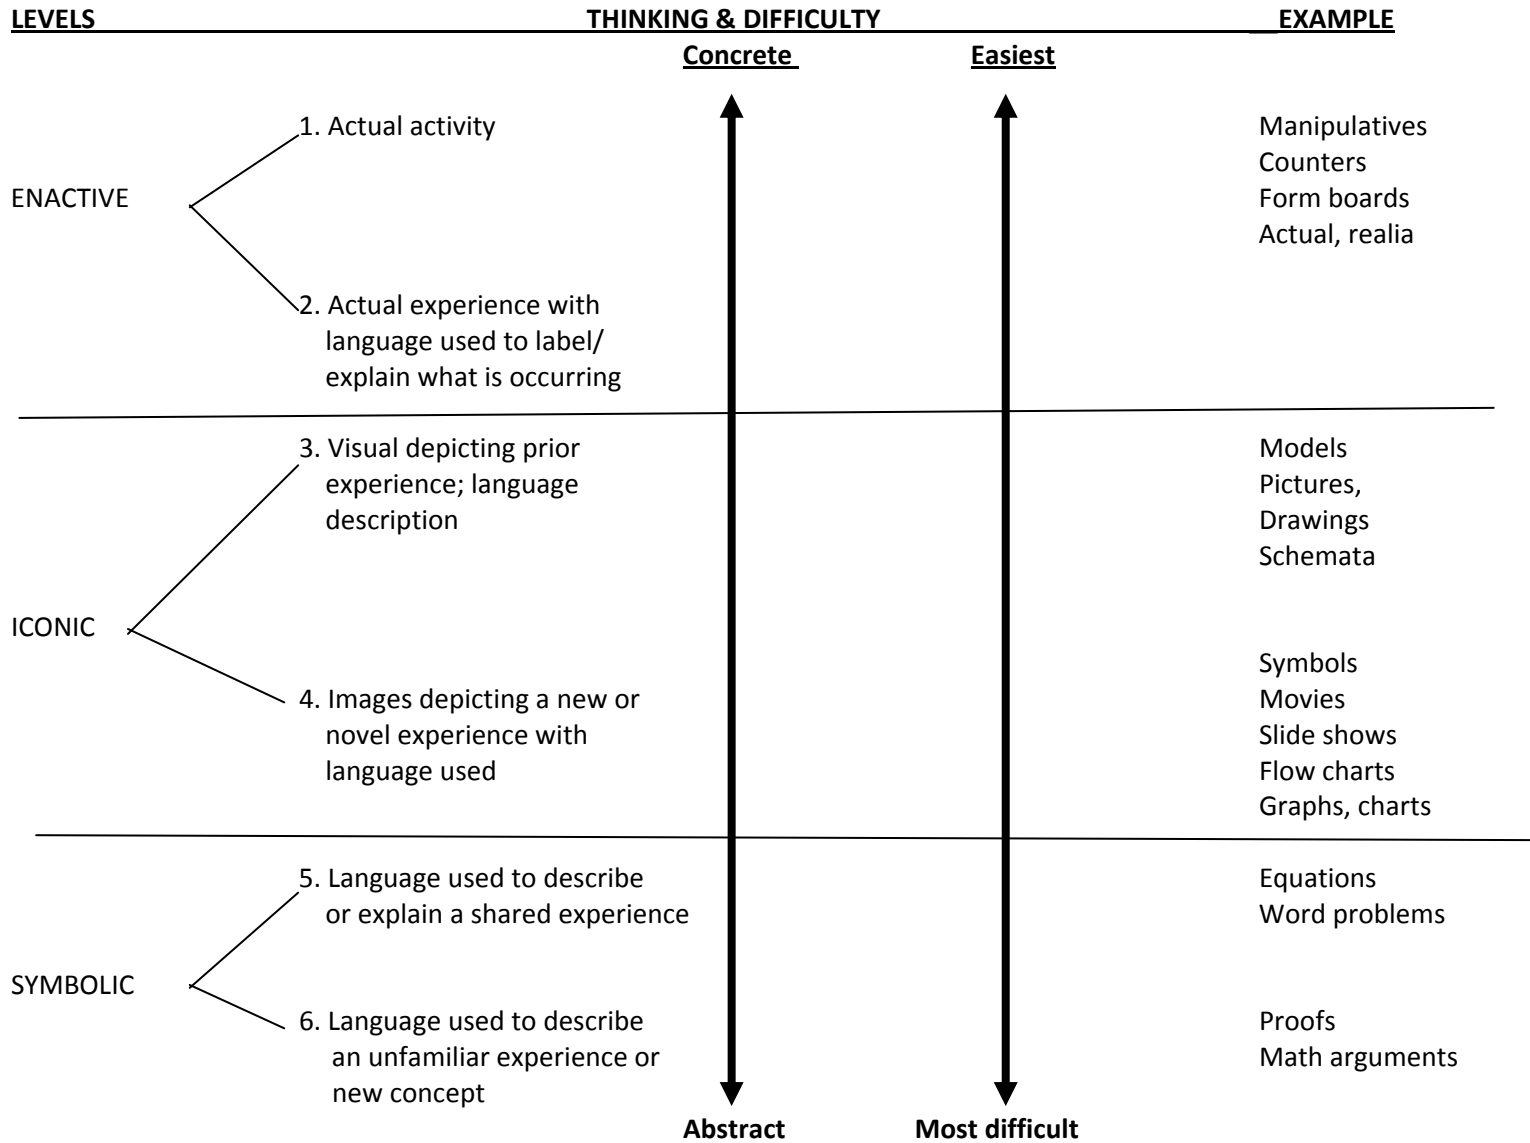 LEVELS THINKING & DIFFICULTY EXAMPLE
Concrete Easiest
1. Actual activity Manipulatives
Counters
ENACTIVE Form boards
Actual, realia
2. Actual experience with
language used to label/
explain what is occurring
3. Visual depicting prior Models
experience; language Pictures,
description Drawings
Schemata
ICONIC
Symbols
4. Images depicting a new or Movies
novel experience with Slide shows
language used Flow charts
Graphs, charts
5. Language used to describe Equations
or explain a shared experience Word problems
SYMBOLIC
6. Language used to describe Proofs
an unfamiliar experience or Math arguments
new concept
Abstract Most difficult